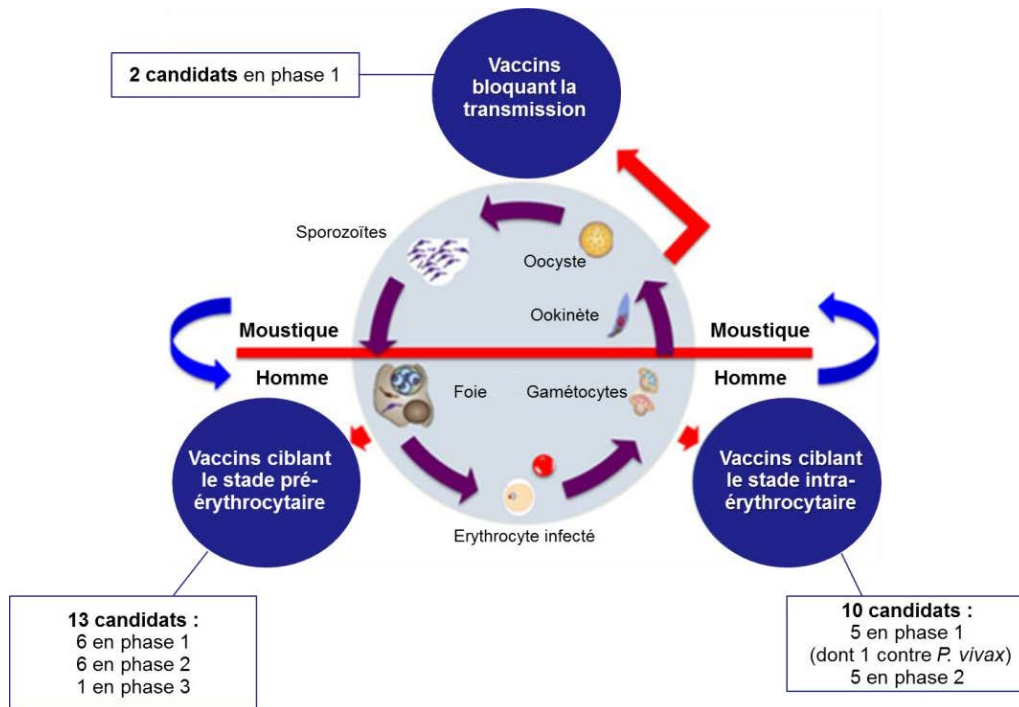 Vaccins
bloquant la
transmission
2 candidats en phase 1
Sporozoïtes
Oocyste
Ookinète
Moustique
Moustique
Homme
Homme
Foie
Gamétocytes
Erythrocyte infecté
Vaccins ciblant
le stade pré-
érythrocytaire
Vaccins ciblant
le stade intra-
érythrocytaire
13 candidats :
6 en phase 1
6 en phase 2
1 en phase 3
10 candidats :
5 en phase 1
(dont 1 contre P. vivax)
5 en phase 2